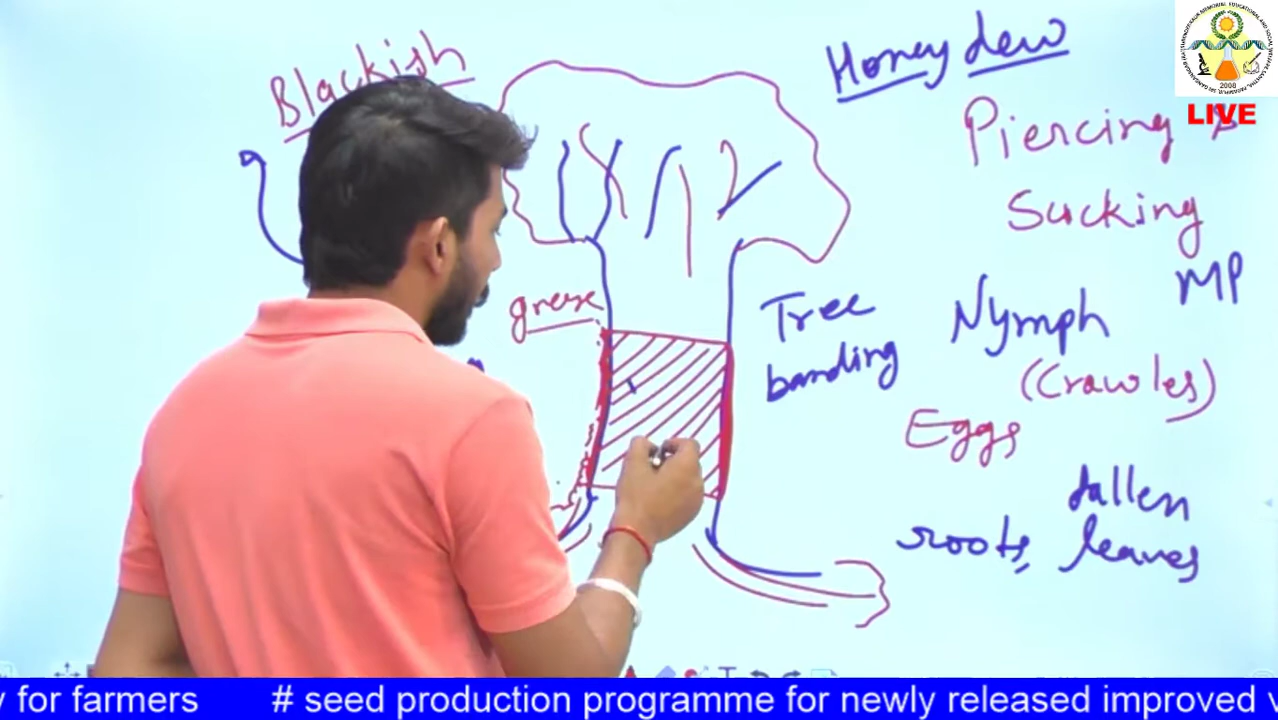 Blackish
Honey dew
LIVE
Piercing &
Sucking
MP
grease
Tree
banding
Nymph
(Crawles)
Eggs
fallen
roots, leaves
2008
y for farmers # seed production programme for newly released improved v